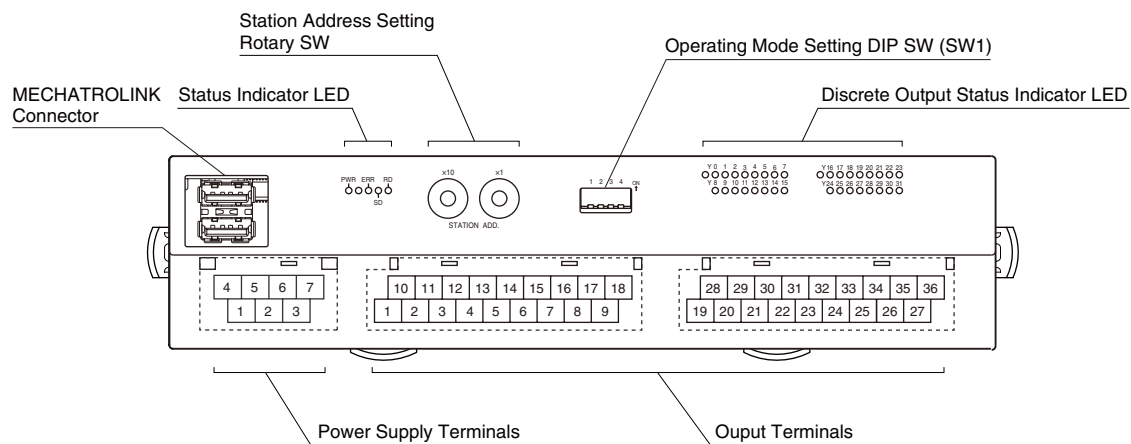 Station Address Setting
Rotary SW
Operating Mode Setting DIP SW (SW1)
MECHATROLINK
Connector
Status Indicator LED
Discrete Output Status Indicator LED
PWR ERR RD
SD
x10 x1
STATION ADD.
1 2 3 4 ON
Y 0 1 2 3 4 5 6 7
Y 8 9 10 11 12 13 14 15
Y 16 17 18 19 20 21 22 23
Y 24 25 26 27 28 29 30 31
4 5 6 7
1 2 3
10 11 12 13 14 15 16 17 18
1 2 3 4 5 6 7 8 9
28 29 30 31 32 33 34 35 36
19 20 21 22 23 24 25 26 27
Power Supply Terminals
Ouput Terminals